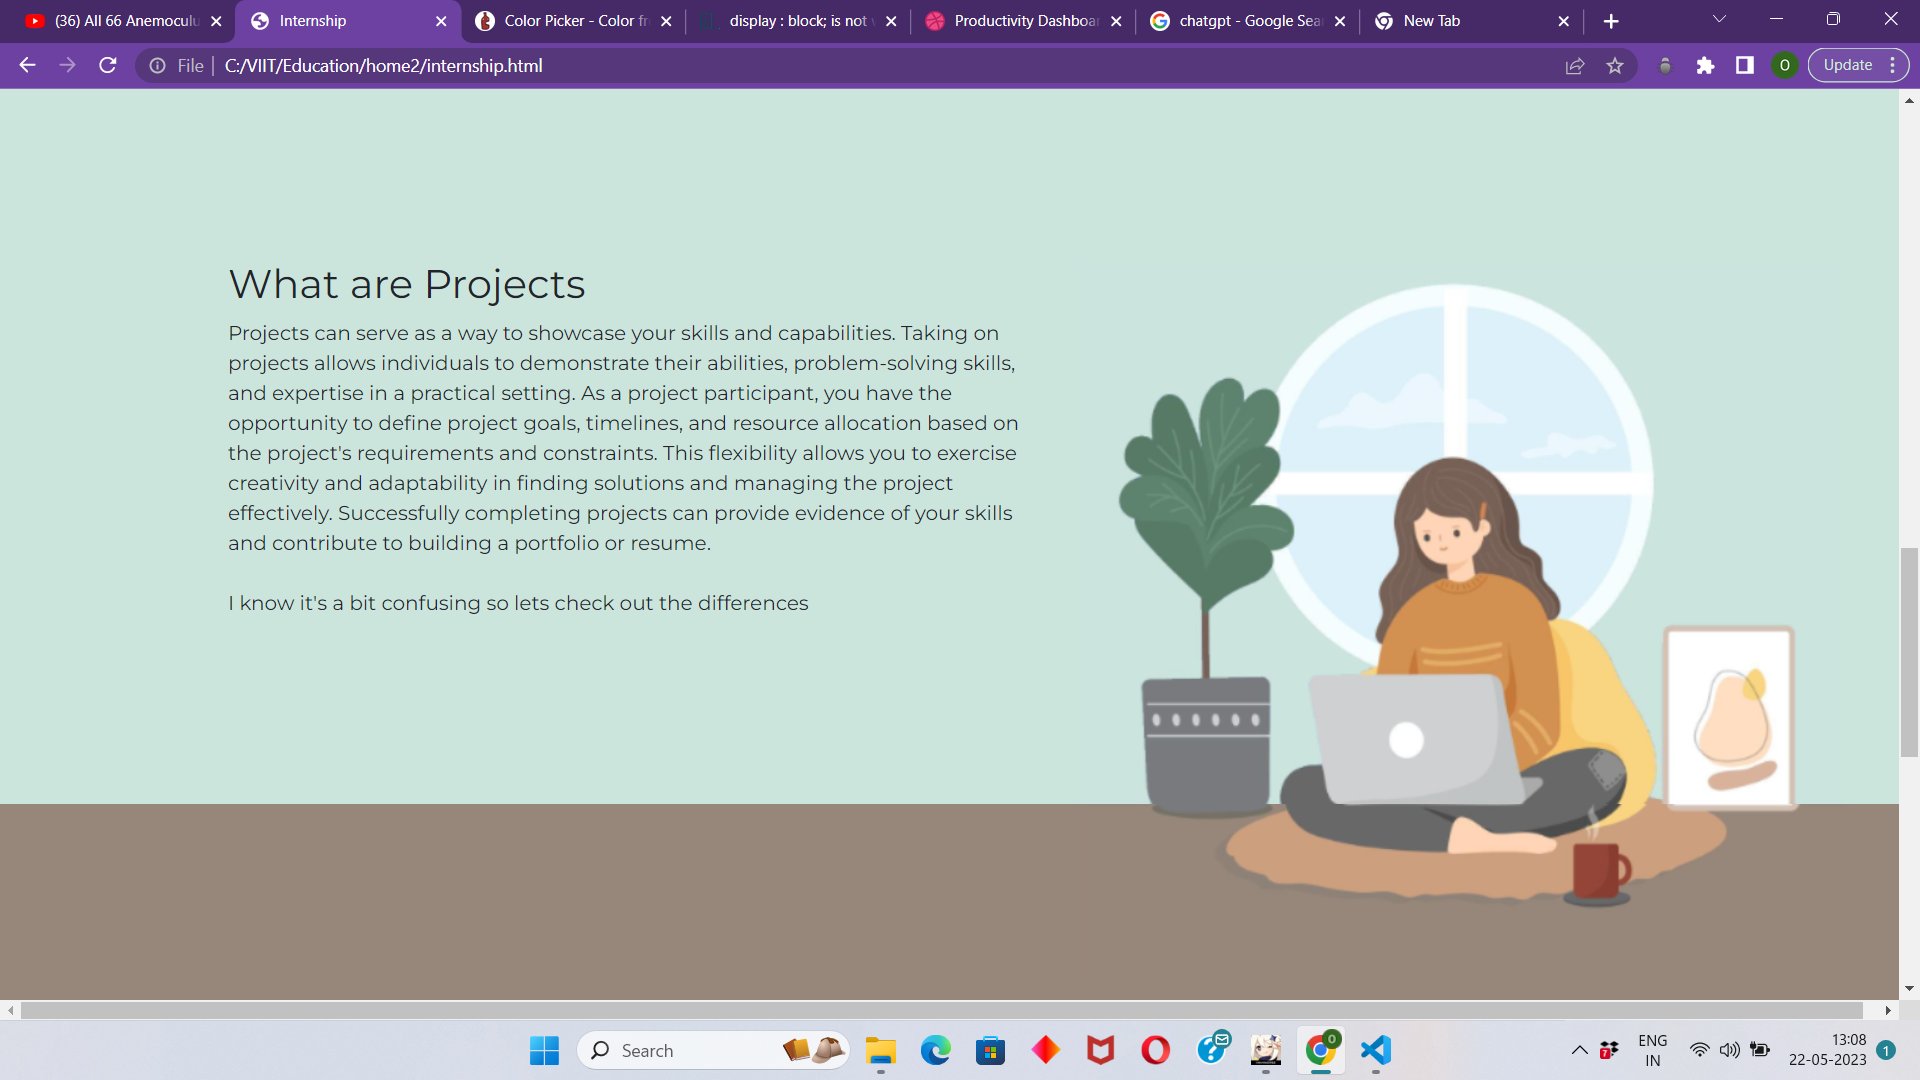 (36) All 66 Anemoculu
Internship
Color Picker - Color fr
display : block; is not v
Productivity Dashboar
chatgpt - Google Sear
New Tab
File
C:/VIIT/Education/home2/internship.html
O
Update
What are Projects
Projects can serve as a way to showcase your skills and capabilities. Taking on
projects allows individuals to demonstrate their abilities, problem-solving skills,
and expertise in a practical setting. As a project participant, you have the
opportunity to define project goals, timelines, and resource allocation based on
the project's requirements and constraints. This flexibility allows you to exercise
creativity and adaptability in finding solutions and managing the project
effectively. Successfully completing projects can provide evidence of your skills
and contribute to building a portfolio or resume.
I know it's a bit confusing so lets check out the differences
Search
O
7
ENG
IN
13:08
22-05-2023
1